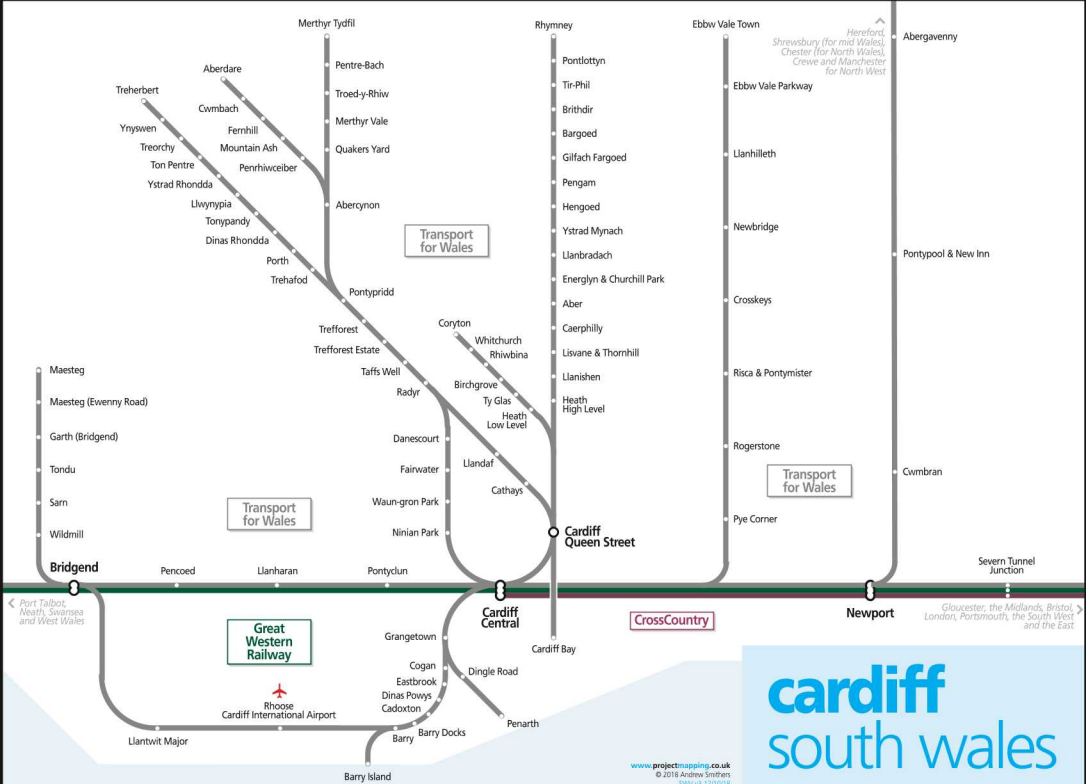 Merthyr Tydfil
Pentre-Bach
Troed-y-Rhiw
Merthyr Vale
Quakers Yard
Abercynon
Aberdare
Cwmbach
Fernhill
Mountain Ash
Penrhiwceiber
Treherbert
Ynyswen
Treorchy
Ton Pentre
Ystrad Rhondda
Llwynypia
Tonypandy
Dinas Rhondda
Porth
Trehafod
Pontypridd
Trefforest
Trefforest Estate
Taffs Well
Radyr
Danescourt
Fairwater
Waun-gron Park
Ninian Park
Llandaf
Cathays
Coryton
Whitchurch
Rhiwbina
Birchgrove
Ty Glas
Heath
Low Level
Rhymney
Pontlottyn
Tir-Phil
Brithdir
Bargoed
Gilfach Fargoed
Pengam
Hengoed
Ystrad Mynach
Llanbradach
Energlyn & Churchill Park
Aber
Caerphilly
Lisvane & Thornhill
Llanishen
Heath
High Level
Cardiff
Queen Street
Ebbw Vale Town
Ebbw Vale Parkway
Llanhilleth
Newbridge
Crosskeys
Risca & Pontymister
Rogerstone
Pye Corner
Hereford,
Shrewsbury (for mid Wales),
Chester (for North Wales),
Crewe and Manchester
for North West
Abergavenny
Pontypool & New Inn
Cwmbran
Transport
for Wales
Transport
for Wales
Transport
for Wales
Maesteg
Maesteg (Ewenny Road)
Garth (Bridgend)
Tondu
Sarn
Wildmill
Bridgend
Pencoed
Llanharan
Pontyclun
Cardiff
Central
Newport
Severn Tunnel
Junction
Port Talbot,
Neath, Swansea
and West Wales
Gloucester, the Midlands, Bristol,
London, Portsmouth, the South West
and the East
Great
Western
Railway
CrossCountry
Cardiff Bay
Grangetown
Cogan
Eastbrook
Dinas Powys
Cadoxton
Dingle Road
Penarth
Barry Docks
Barry
Barry Island
Rhoose
Cardiff International Airport
Llantwit Major
cardiff
south wales
www.projectmapping.co.uk
© 2018 Andrew Smithers